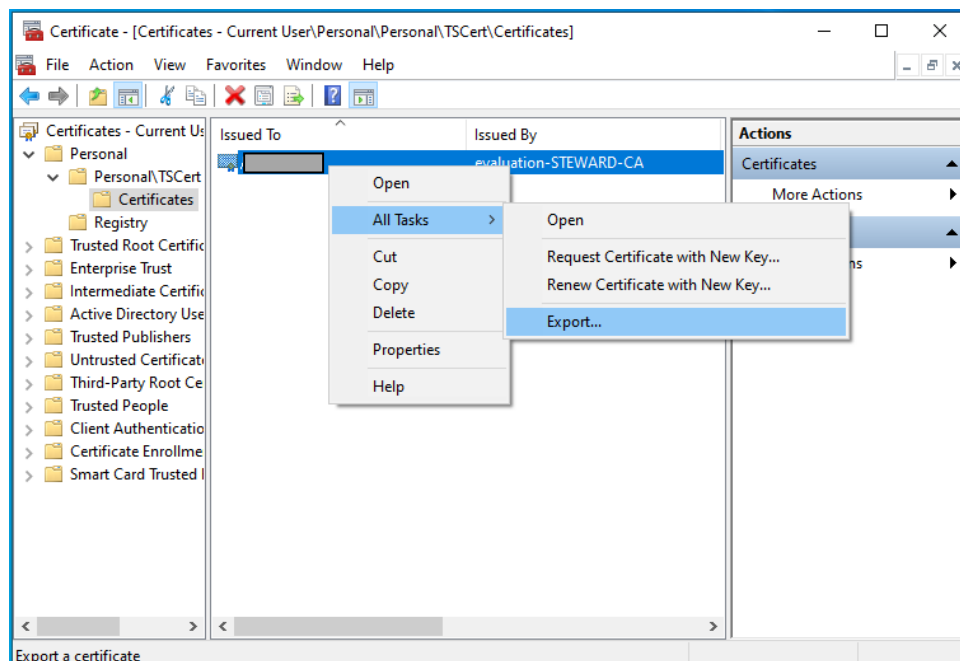 Certificate - [Certificates - Current User\Personal\Personal\TSCert\Certificates]
File Action View Favorites Window Help
Certificates - Current Us
Personal
Personal\TSCert
Certificates
Registry
Trusted Root Certific
Enterprise Trust
Intermediate Certific
Active Directory Use
Trusted Publishers
Untrusted Certificat
Third-Party Root Ce
Trusted People
Client Authenticatio
Certificate Enrollme
Smart Card Trusted
Issued To Issued By
evaluation-STEWARD-CA
Open
All Tasks
Cut
Copy
Delete
Properties
Help
Open
Request Certificate with New Key...
Renew Certificate with New Key...
Export...
Actions
Certificates
More Actions
ns
Export a certificate